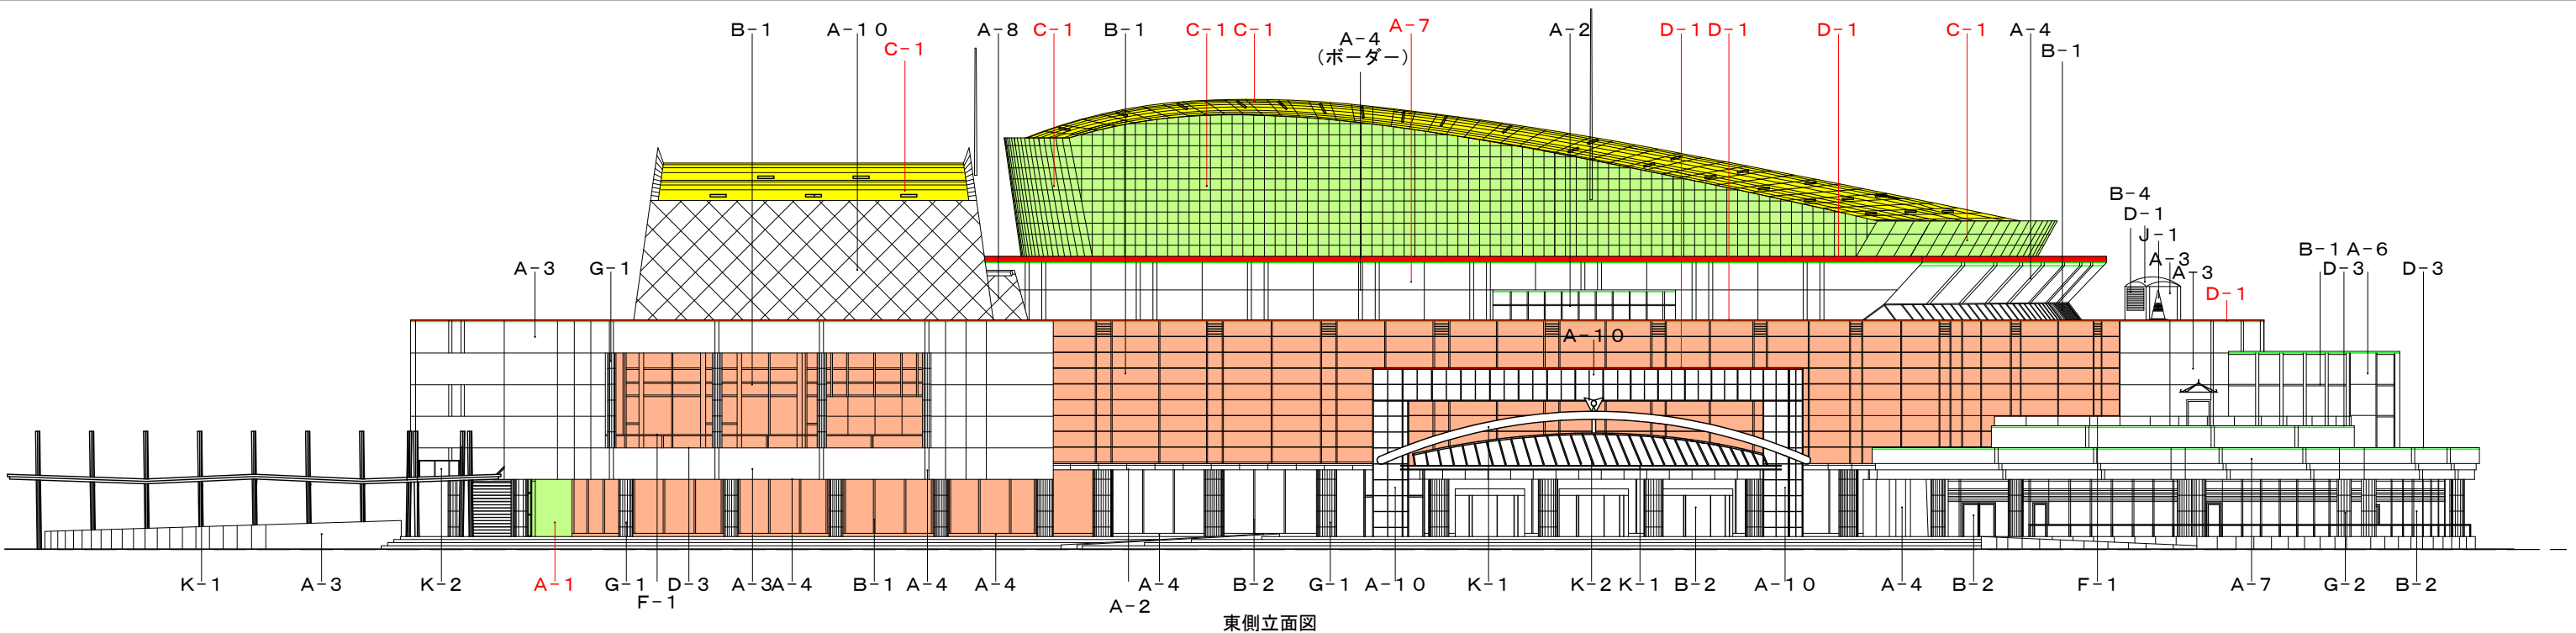 B-1 A-10 A-8 C-1 B-1 C-1 C-1 A-7 A-2 D-1 D-1 D-1 C-1 A-4
C-1 A-4 B-1
(ボーダー)
B-4
D-1
J-1
B-1 A-6
A-3
A-3 G-1 A-3 D-3 D-3
D-1
A-10
K-1 A-3 K-2 A-1 G-1 D-3 A-3 A-4 B-1 A-4 A-4 A-4 B-2 G-1 A-10 K-1 K-2 K-1 B-2 A-10 A-4 B-2 F-1 A-7 G-2 B-2
F-1 A-2
東側立面図